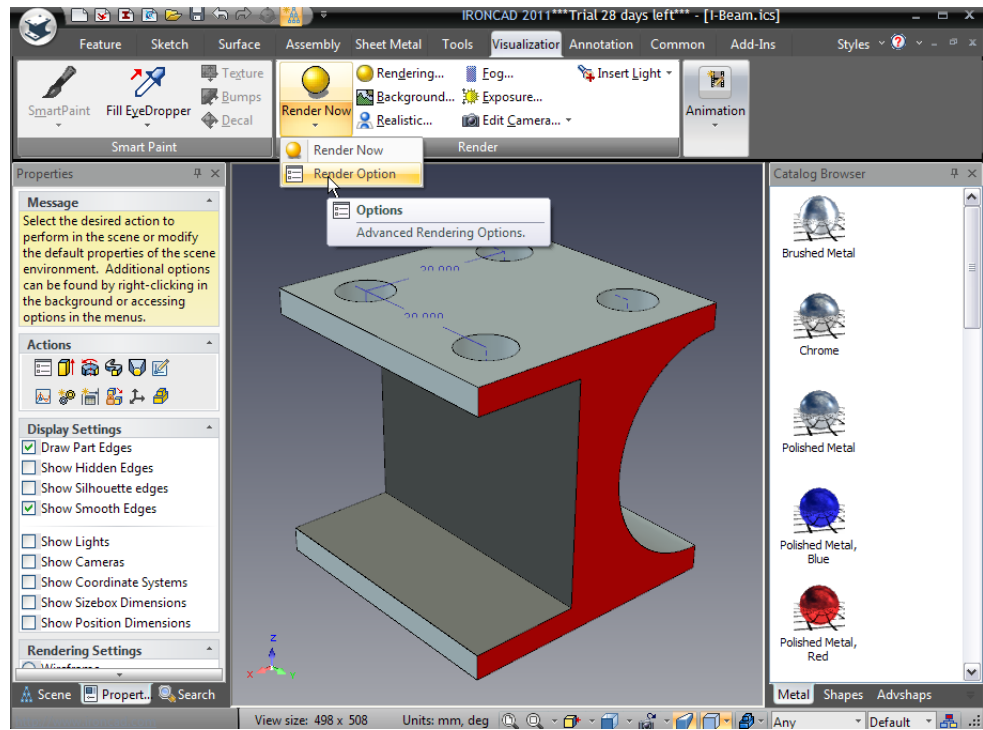 IRONCAD 2011***Trial 28 days left*** - [I-Beam.ics]
Feature Sketch Surface Assembly Sheet Metal Tools Visualization Annotation Common Add-Ins Styles
SmartPaint
Fill EyeDropper
Texture
Bumps
Decal
Smart Paint
Render Now
Rendering...
Background...
Realistic...
Fog...
Exposure...
Edit Camera...
Insert Light
Render
Animation
Render Now
Render Option
Options
Advanced Rendering Options.
Properties
Message
Select the desired action to
perform in the scene or modify
the default properties of the scene
environment. Additional options
can be found by right-clicking in
the background or accessing
options in the menus.
Actions
Display Settings
Draw Part Edges
Show Hidden Edges
Show Silhouette edges
Show Smooth Edges
Show Lights
Show Cameras
Show Coordinate Systems
Show Sizebox Dimensions
Show Position Dimensions
Rendering Settings
Wireframe
Scene Propert.. Search
20.000
20.000
z
x
Y
Catalog Browser
Brushed Metal
Chrome
Polished Metal
Polished Metal,
Blue
Polished Metal,
Red
Metal Shapes Advshaps
View size: 498 x 508 Units: mm, deg Any Default